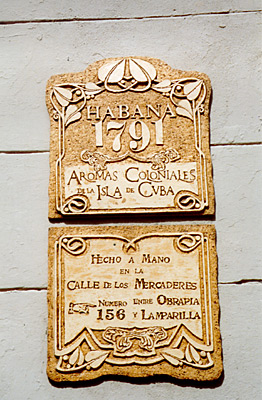 HABANA
1791
AROMAS COLONIALES
DE LA ISLA DE CVBA
HECHO A MANO
EN LA
CALLE DE LOS MERCADERES
NUMERO ENTRE OBRAPIA
156 Y LAMPARILLA